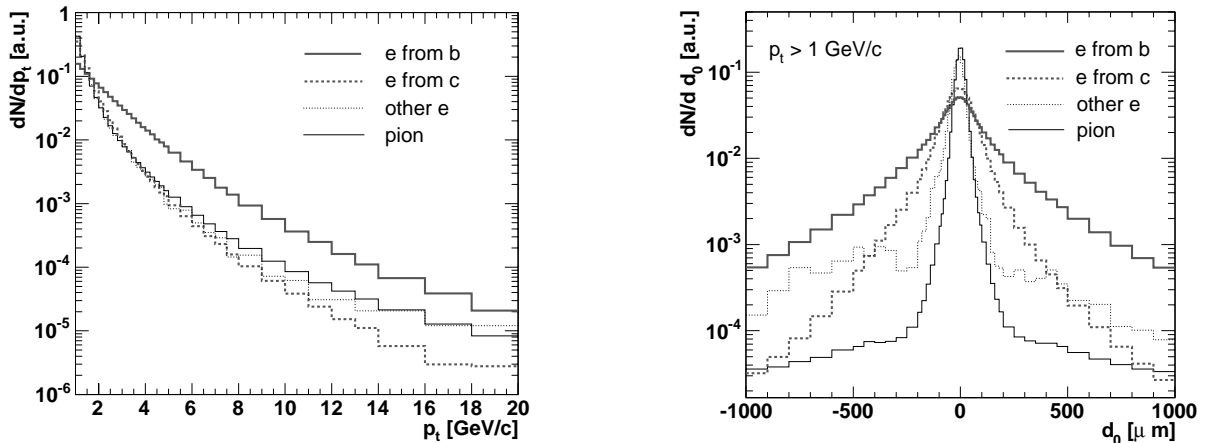 dN/dp_t [a.u.]
1
10^-1
10^-2
10^-3
10^-4
10^-5
10^-6
e from b
e from c
other e
pion
2 4 6 8 10 12 14 16 18 20
p_t [GeV/c]
dN/d d_0 [a.u.]
10^-1
10^-2
10^-3
10^-4
p_t > 1 GeV/c
e from b
e from c
other e
pion
-1000 -500 0 500 1000
d_0 [μ m]